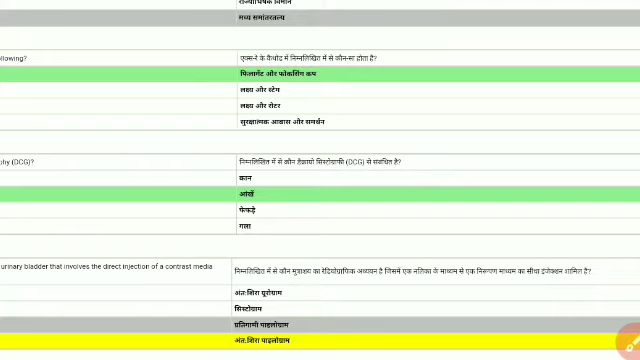 राज्याभिषेक विमान
मध्य समांतरतल्य
ollowing?
एक्स-रे के कैथोड में निम्नलिखित में से कौन-सा होता है?
फिलामेंट और फोकसिंग कप
लक्ष्य और स्टेम
लक्ष्य और रोटर
सुरक्षात्मक आवास और समर्थन
phy (DCG)?
निम्नलिखित में से कौन डैक्रायो सिस्टोग्राफी (DCG) से संबंधित है?
कान
आंखें
फेफड़े
गला
urinary bladder that involves the direct injection of a contrast media
निम्नलिखित में से कौन मूत्राशय का रेडियोग्राफिक अध्ययन है जिसमें एक नलिका के माध्यम से एक निरूपण माध्यम का सीधा इंजेक्शन शामिल है?
अंत:शिरा यूरोग्राम
सिस्टोग्राम
प्रतिगामी पाइलोग्राम
अंत:शिरा पाइलोग्राम